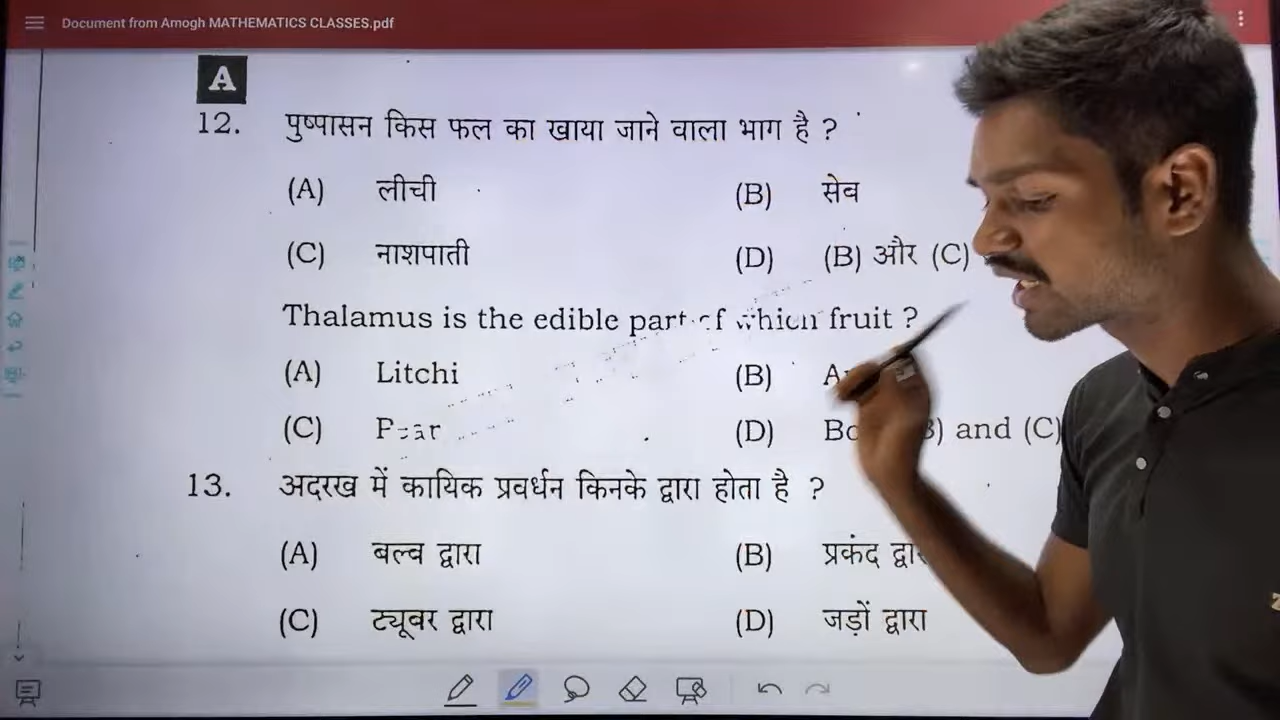 Document from Amogh MATHEMATICS CLASSES.pdf
A
12. पुष्पासन किस फल का खाया जाने वाला भाग है ?
(A) लीची (B) सेब
(C) नाशपाती (D) (B) और (C)
Thalamus is the edible part of which fruit ?
(A) Litchi (B)
(C) Pear (D) and (C)
13. अदरख में कायिक प्रवर्धन किनके द्वारा होता है ?
(A) बल्ब द्वारा (B) प्रकंद
(C) ट्यूबर द्वारा (D) जड़ों द्वारा